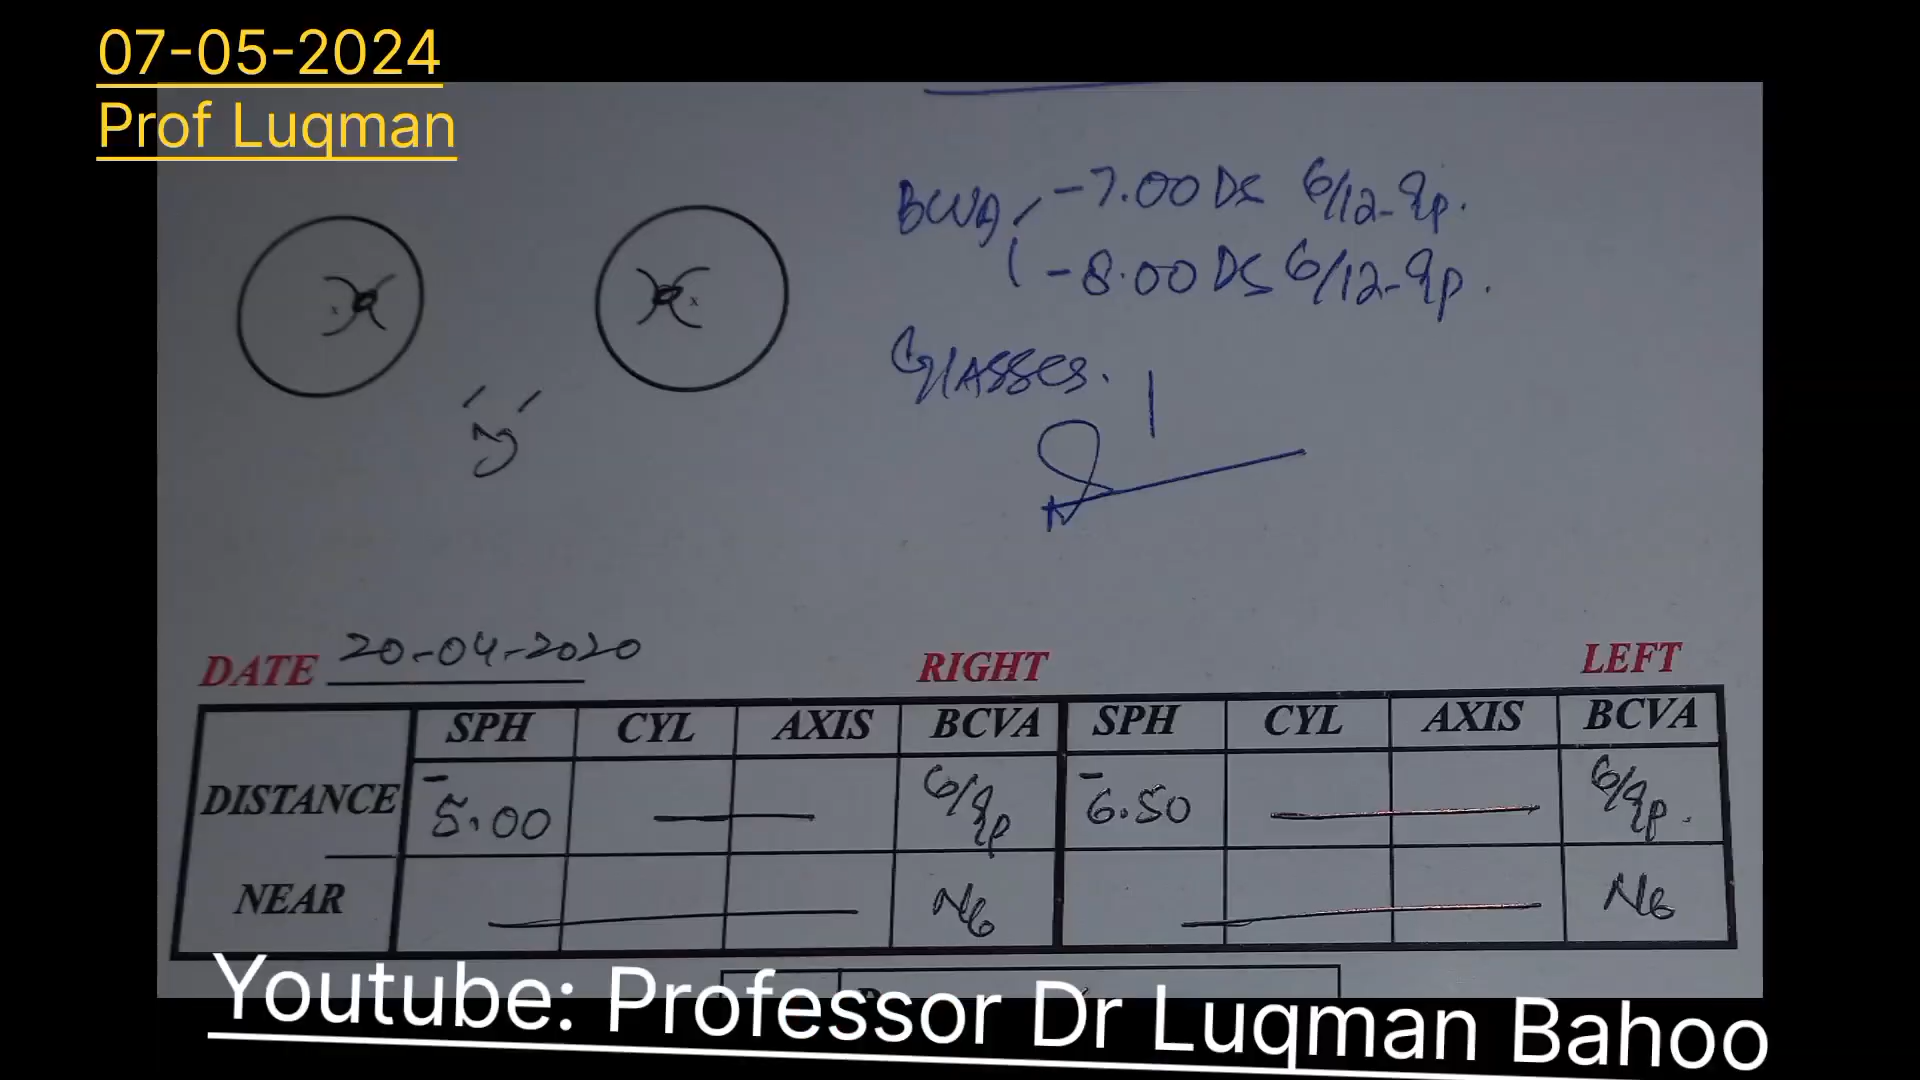 07-05-2024
Prof Luqman
BCVA -7.00 DS 6/12-9p.
-8.00 DS 6/12-9p.
Glasses.
DATE 20-04-2020 RIGHT LEFT
SPH CYL AXIS BCVA SPH CYL AXIS BCVA
DISTANCE -5.00 6/9p -6.50 6/9p.
NEAR N6 N6
Youtube: Professor Dr Luqman Bahoo